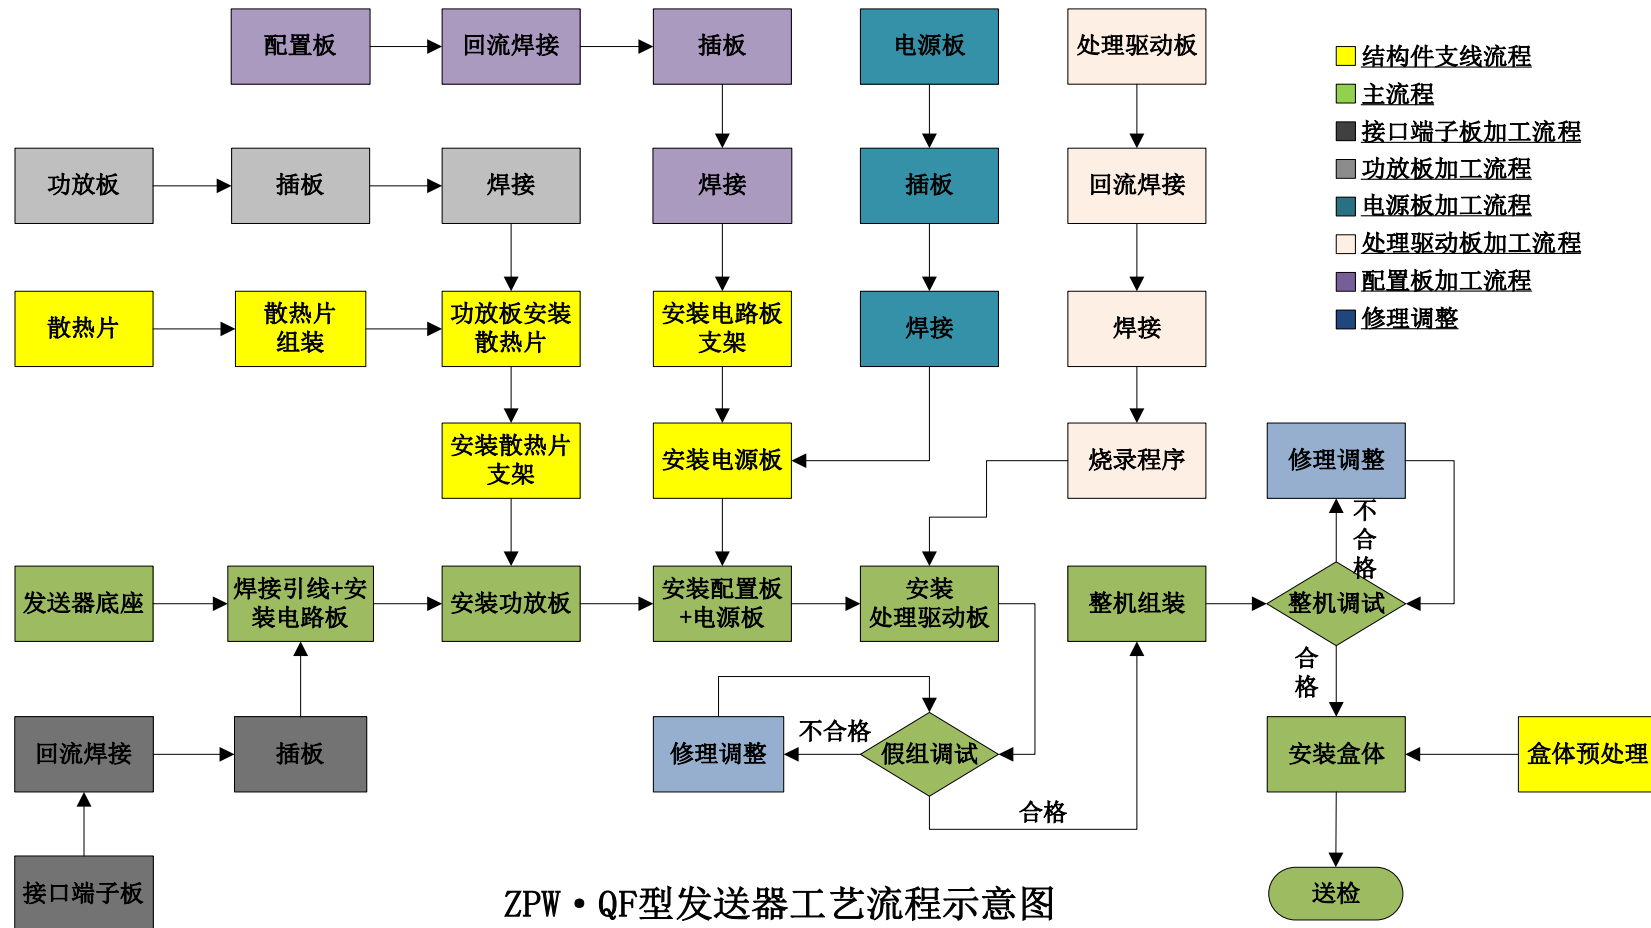 配置板
回流焊接
插板
电源板
处理驱动板
结构件支线流程
主流程
接口端子板加工流程
功放板加工流程
电源板加工流程
处理驱动板加工流程
配置板加工流程
修理调整
功放板
插板
焊接
焊接
插板
回流焊接
散热片
散热片
组装
功放板安装
散热片
安装电路板
支架
焊接
焊接
安装散热片
支架
安装电源板
烧录程序
修理调整
不
合
格
发送器底座
焊接引线+安
装电路板
安装功放板
安装配置板
+电源板
安装
处理驱动板
整机组装
整机调试
合
格
回流焊接
插板
修理调整
不合格
假组调试
合格
安装盒体
盒体预处理
接口端子板
送检
ZPW·QF型发送器工艺流程示意图